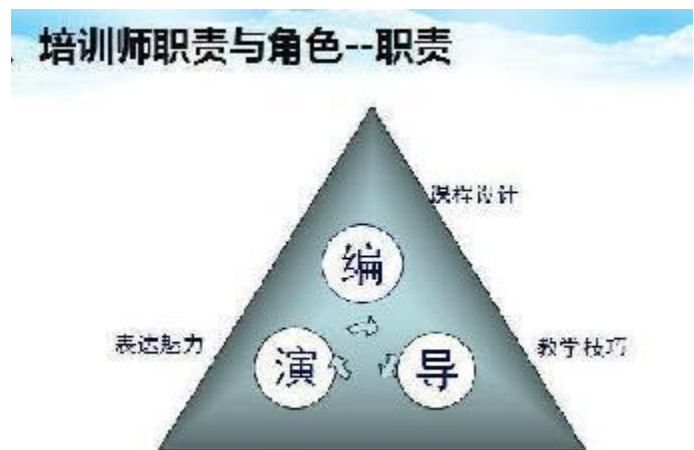 、培训师职责与角色--职责
课程设计
编
表达魅力
教学技巧
演
导